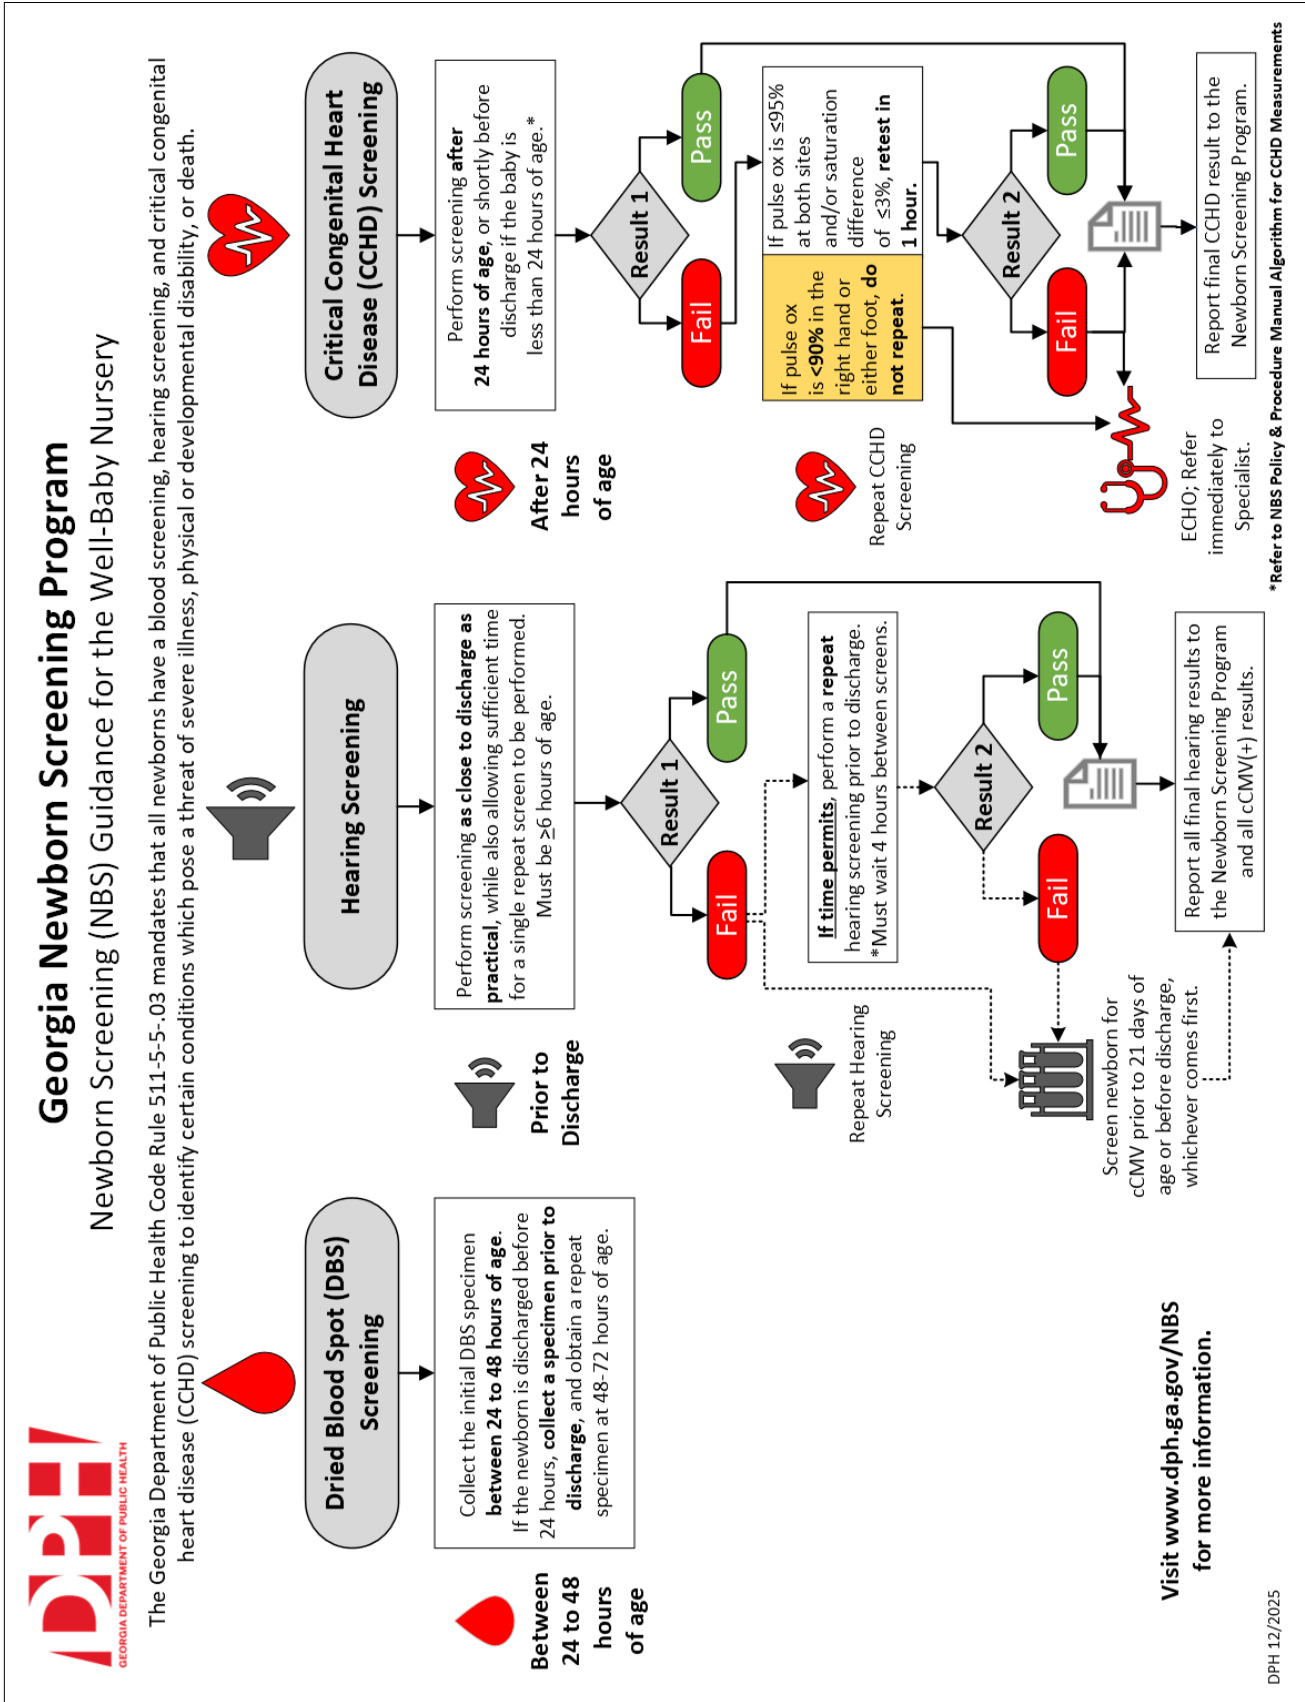 DPH
GEORGIA DEPARTMENT OF PUBLIC HEALTH
Georgia Newborn Screening Program
Newborn Screening (NBS) Guidance for the Well-Baby Nursery
The Georgia Department of Public Health Code Rule 511-5-5-.03 mandates that all newborns have a blood screening, hearing screening, and critical congenital
heart disease (CCHD) screening to identify certain conditions which pose a threat of severe illness, physical or developmental disability, or death.
Dried Blood Spot (DBS)
Screening
Between
24 to 48
hours
of age
Collect the initial DBS specimen
between 24 to 48 hours of age.
If the newborn is discharged before
24 hours, collect a specimen prior to
discharge, and obtain a repeat
specimen at 48-72 hours of age.
Hearing Screening
Prior to
Discharge
Perform screening as close to discharge as
practical, while also allowing sufficient time
for a single repeat screen to be performed.
Must be ≥6 hours of age.
Result 1
Fail
Pass
Repeat Hearing
Screening
If time permits, perform a repeat
hearing screening prior to discharge.
*Must wait 4 hours between screens.
Result 2
Fail
Pass
Screen newborn for
cCMV prior to 21 days of
age or before discharge,
whichever comes first.
Report all final hearing results to
the Newborn Screening Program
and all cCMV(+) results.
Critical Congenital Heart
Disease (CCHD) Screening
After 24
hours
of age
Perform screening after
24 hours of age, or shortly before
discharge if the baby is
less than 24 hours of age.*
Result 1
Fail
Pass
Repeat CCHD
Screening
If pulse ox
is <90% in the
right hand or
either foot, do
not repeat.
If pulse ox is ≤95%
at both sites
and/or saturation
difference
of ≤3%, retest in
1 hour.
Result 2
Fail
Pass
ECHO; Refer
immediately to
Specialist.
Report final CCHD result to the
Newborn Screening Program.
*Refer to NBS Policy & Procedure Manual Algorithm for CCHD Measurements
Visit www.dph.ga.gov/NBS
for more information.
DPH 12/2025